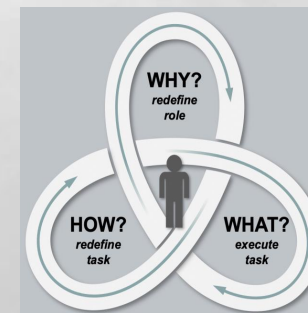 WHY?
redefine
role
HOW?
redefine
task
WHAT?
execute
task